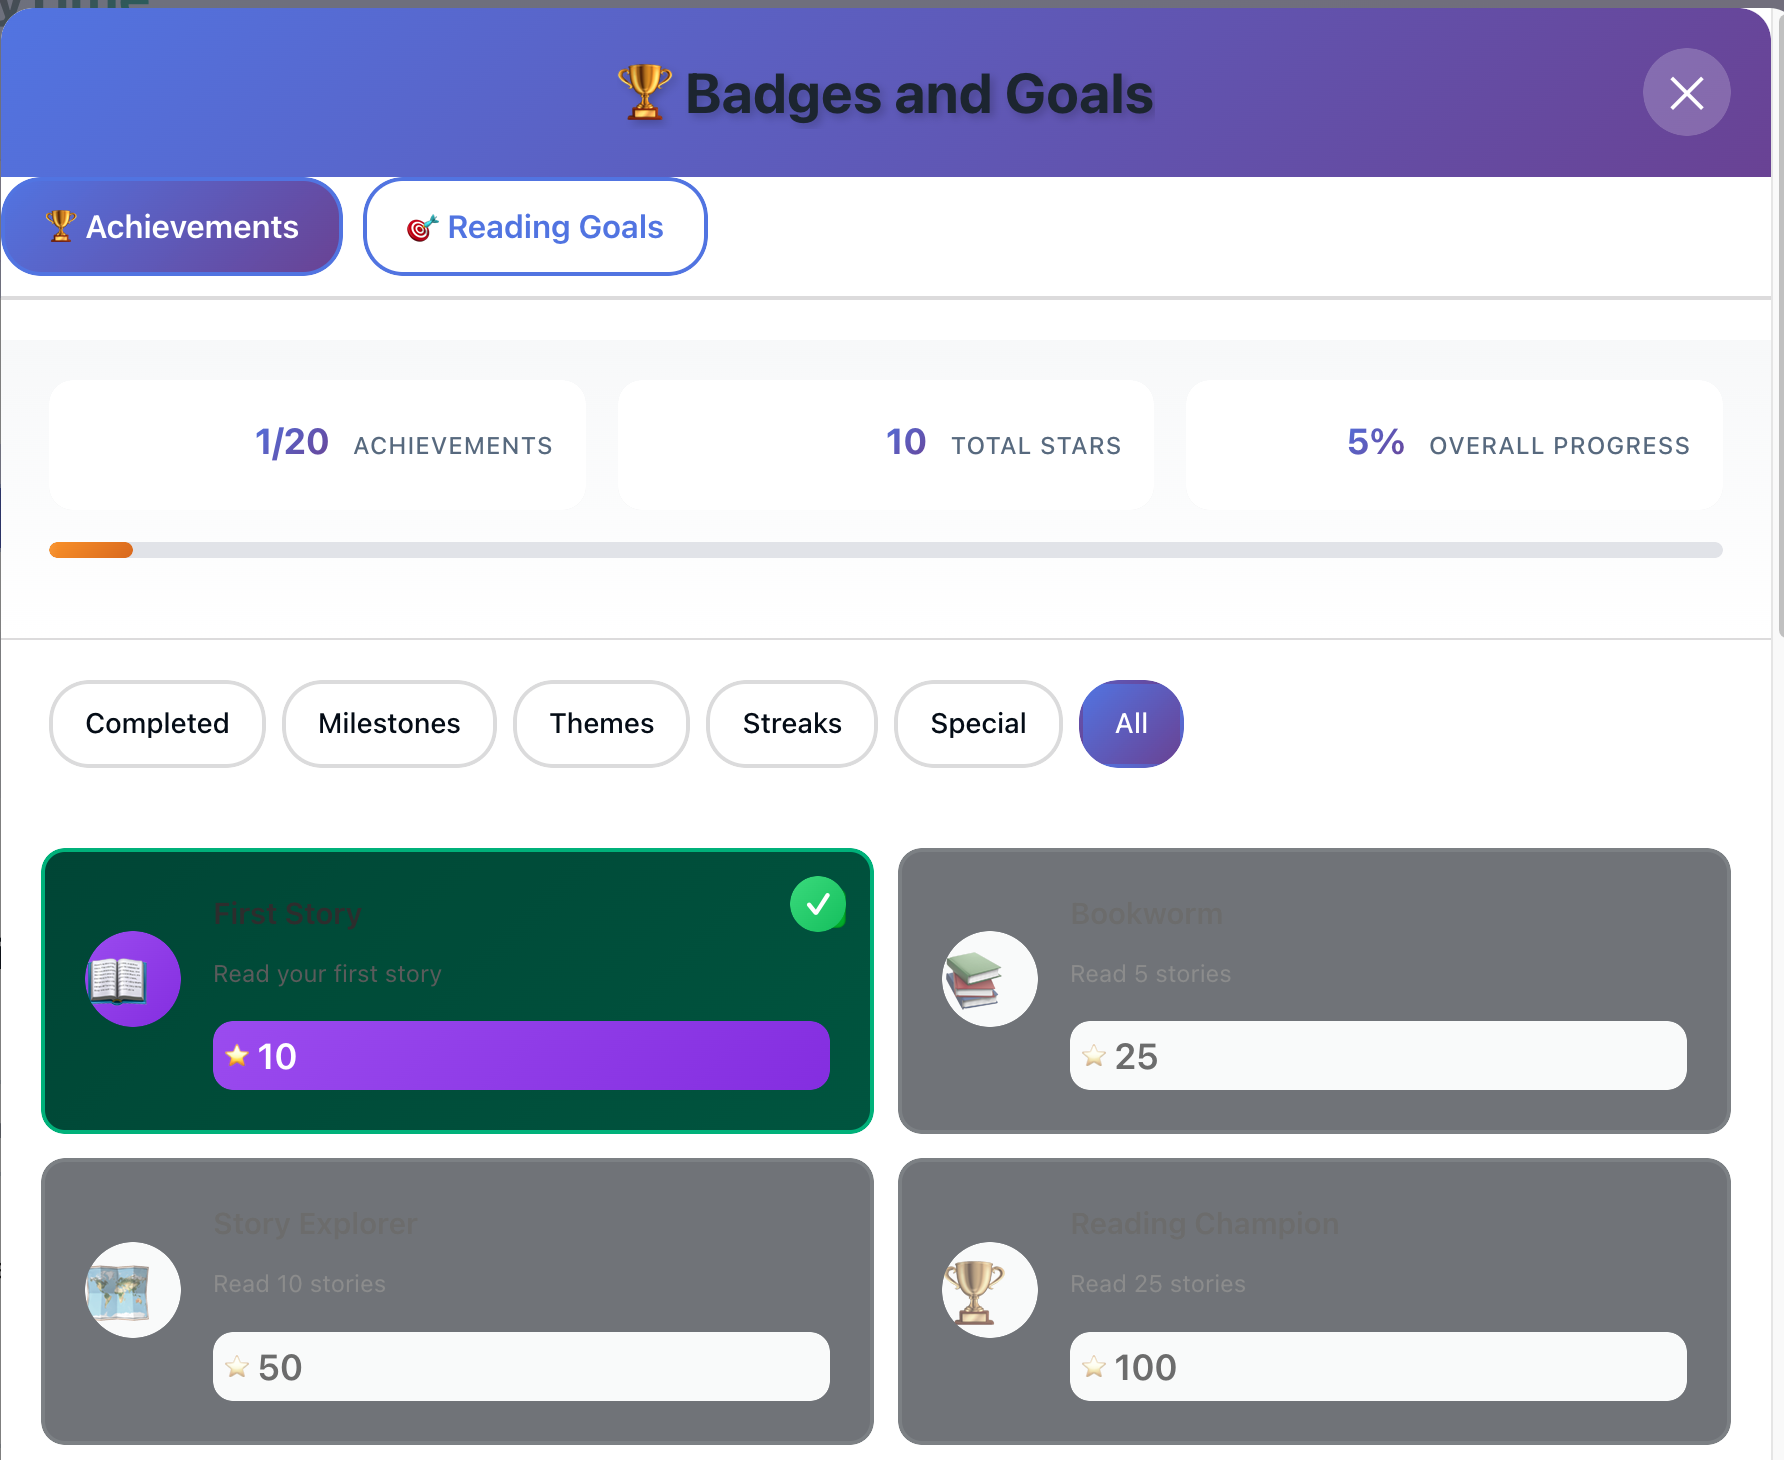 🏆 Badges and Goals
🏆 Achievements
🎯 Reading Goals
1/20 ACHIEVEMENTS
10 TOTAL STARS
5% OVERALL PROGRESS
Completed
Milestones
Themes
Streaks
Special
All
First Story
Read your first story
⭐ 10
Bookworm
Read 5 stories
⭐ 25
Story Explorer
Read 10 stories
⭐ 50
Reading Champion
Read 25 stories
⭐ 100